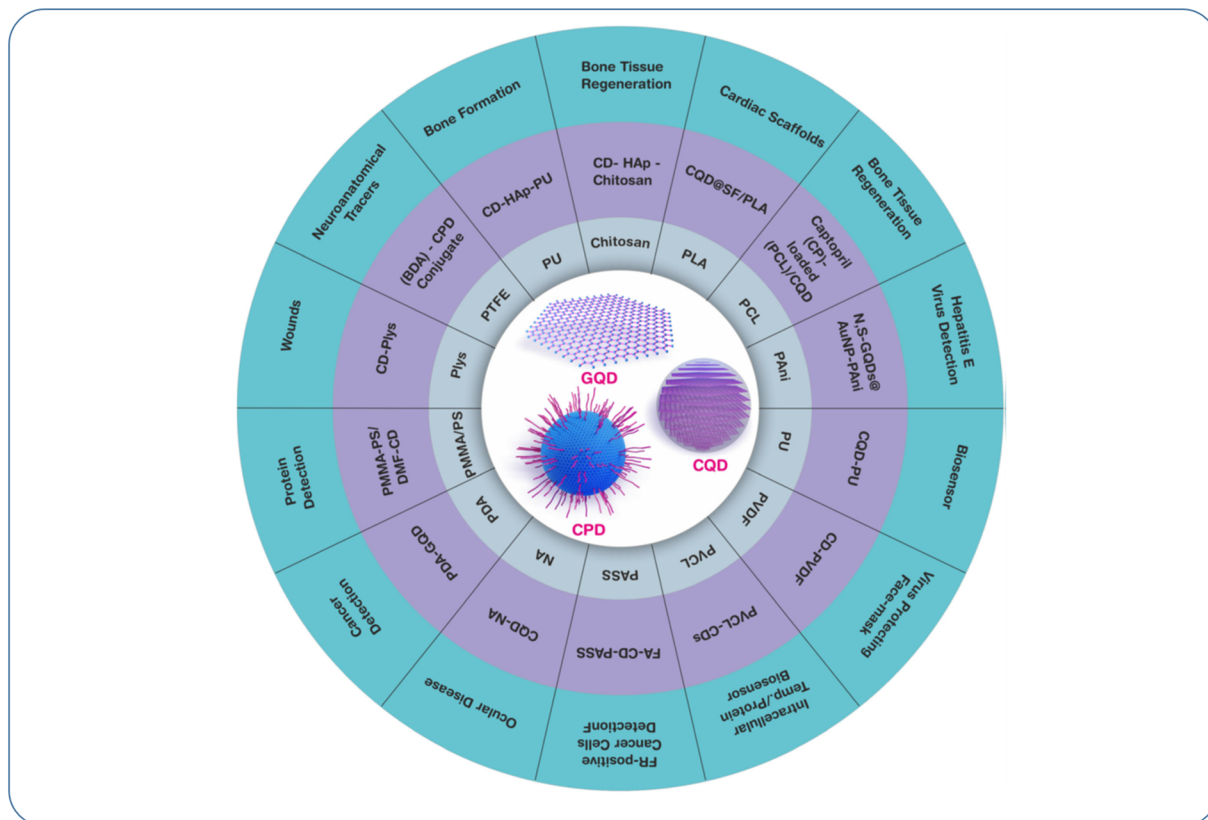 Bone Tissue
Regeneration
Cardiac Scaffolds
Bone Tissue
Regeneration
Hepatitis E
Virus Detection
Biosensor
Virus Protecting
Face-mask
Intracellular
Temp./Protein
Biosensor
FR-positive
Cancer Cells
DetectionF
Ocular Disease
Cancer
Detection
Protein
Detection
Wounds
Neuroanatomical
Tracers
Bone Formation
CD- HAp -
Chitosan
CQD@SF/PLA
Captopril
(CP)-
loaded
(PCL)/CQD
N,S-GQDs@
AuNP-PAni
CQD-PU
CD-PVDF
PVCL-CDs
FA-CD-PASS
CQD-NA
PDA-GQD
PMMA-PS/
DMF-CD
CD-Plys
(BDA) - CPD
Conjugate
CD-HAp-PU
Chitosan
PLA
PCL
PAni
PU
PVDF
PVCL
PASS
NA
PDA
PMMA/PS
Plys
PTFE
PU
GQD
CQD
CPD